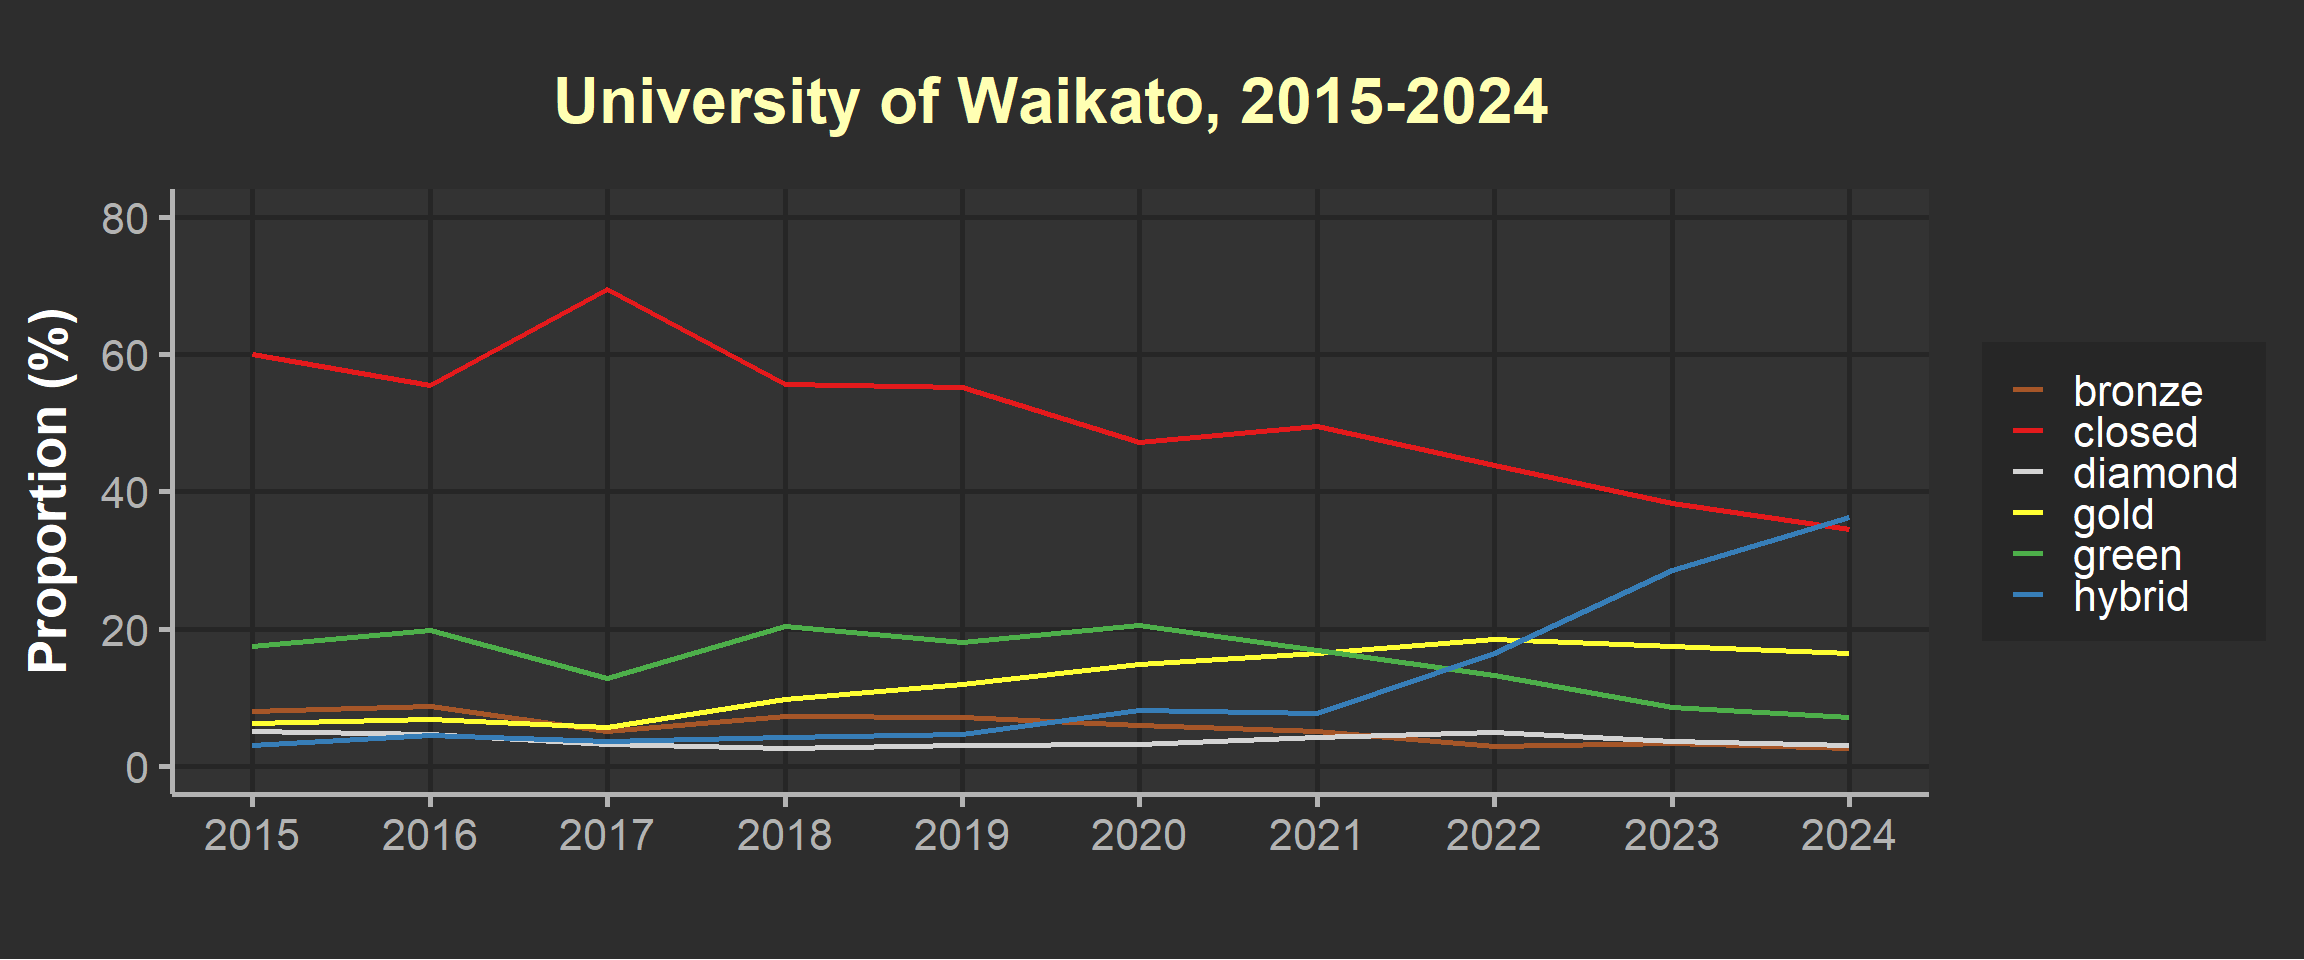 University of Waikato, 2015-2024
Proportion (%)
80
60
40
20
0
2015 2016 2017 2018 2019 2020 2021 2022 2023 2024
bronze
closed
diamond
gold
green
hybrid